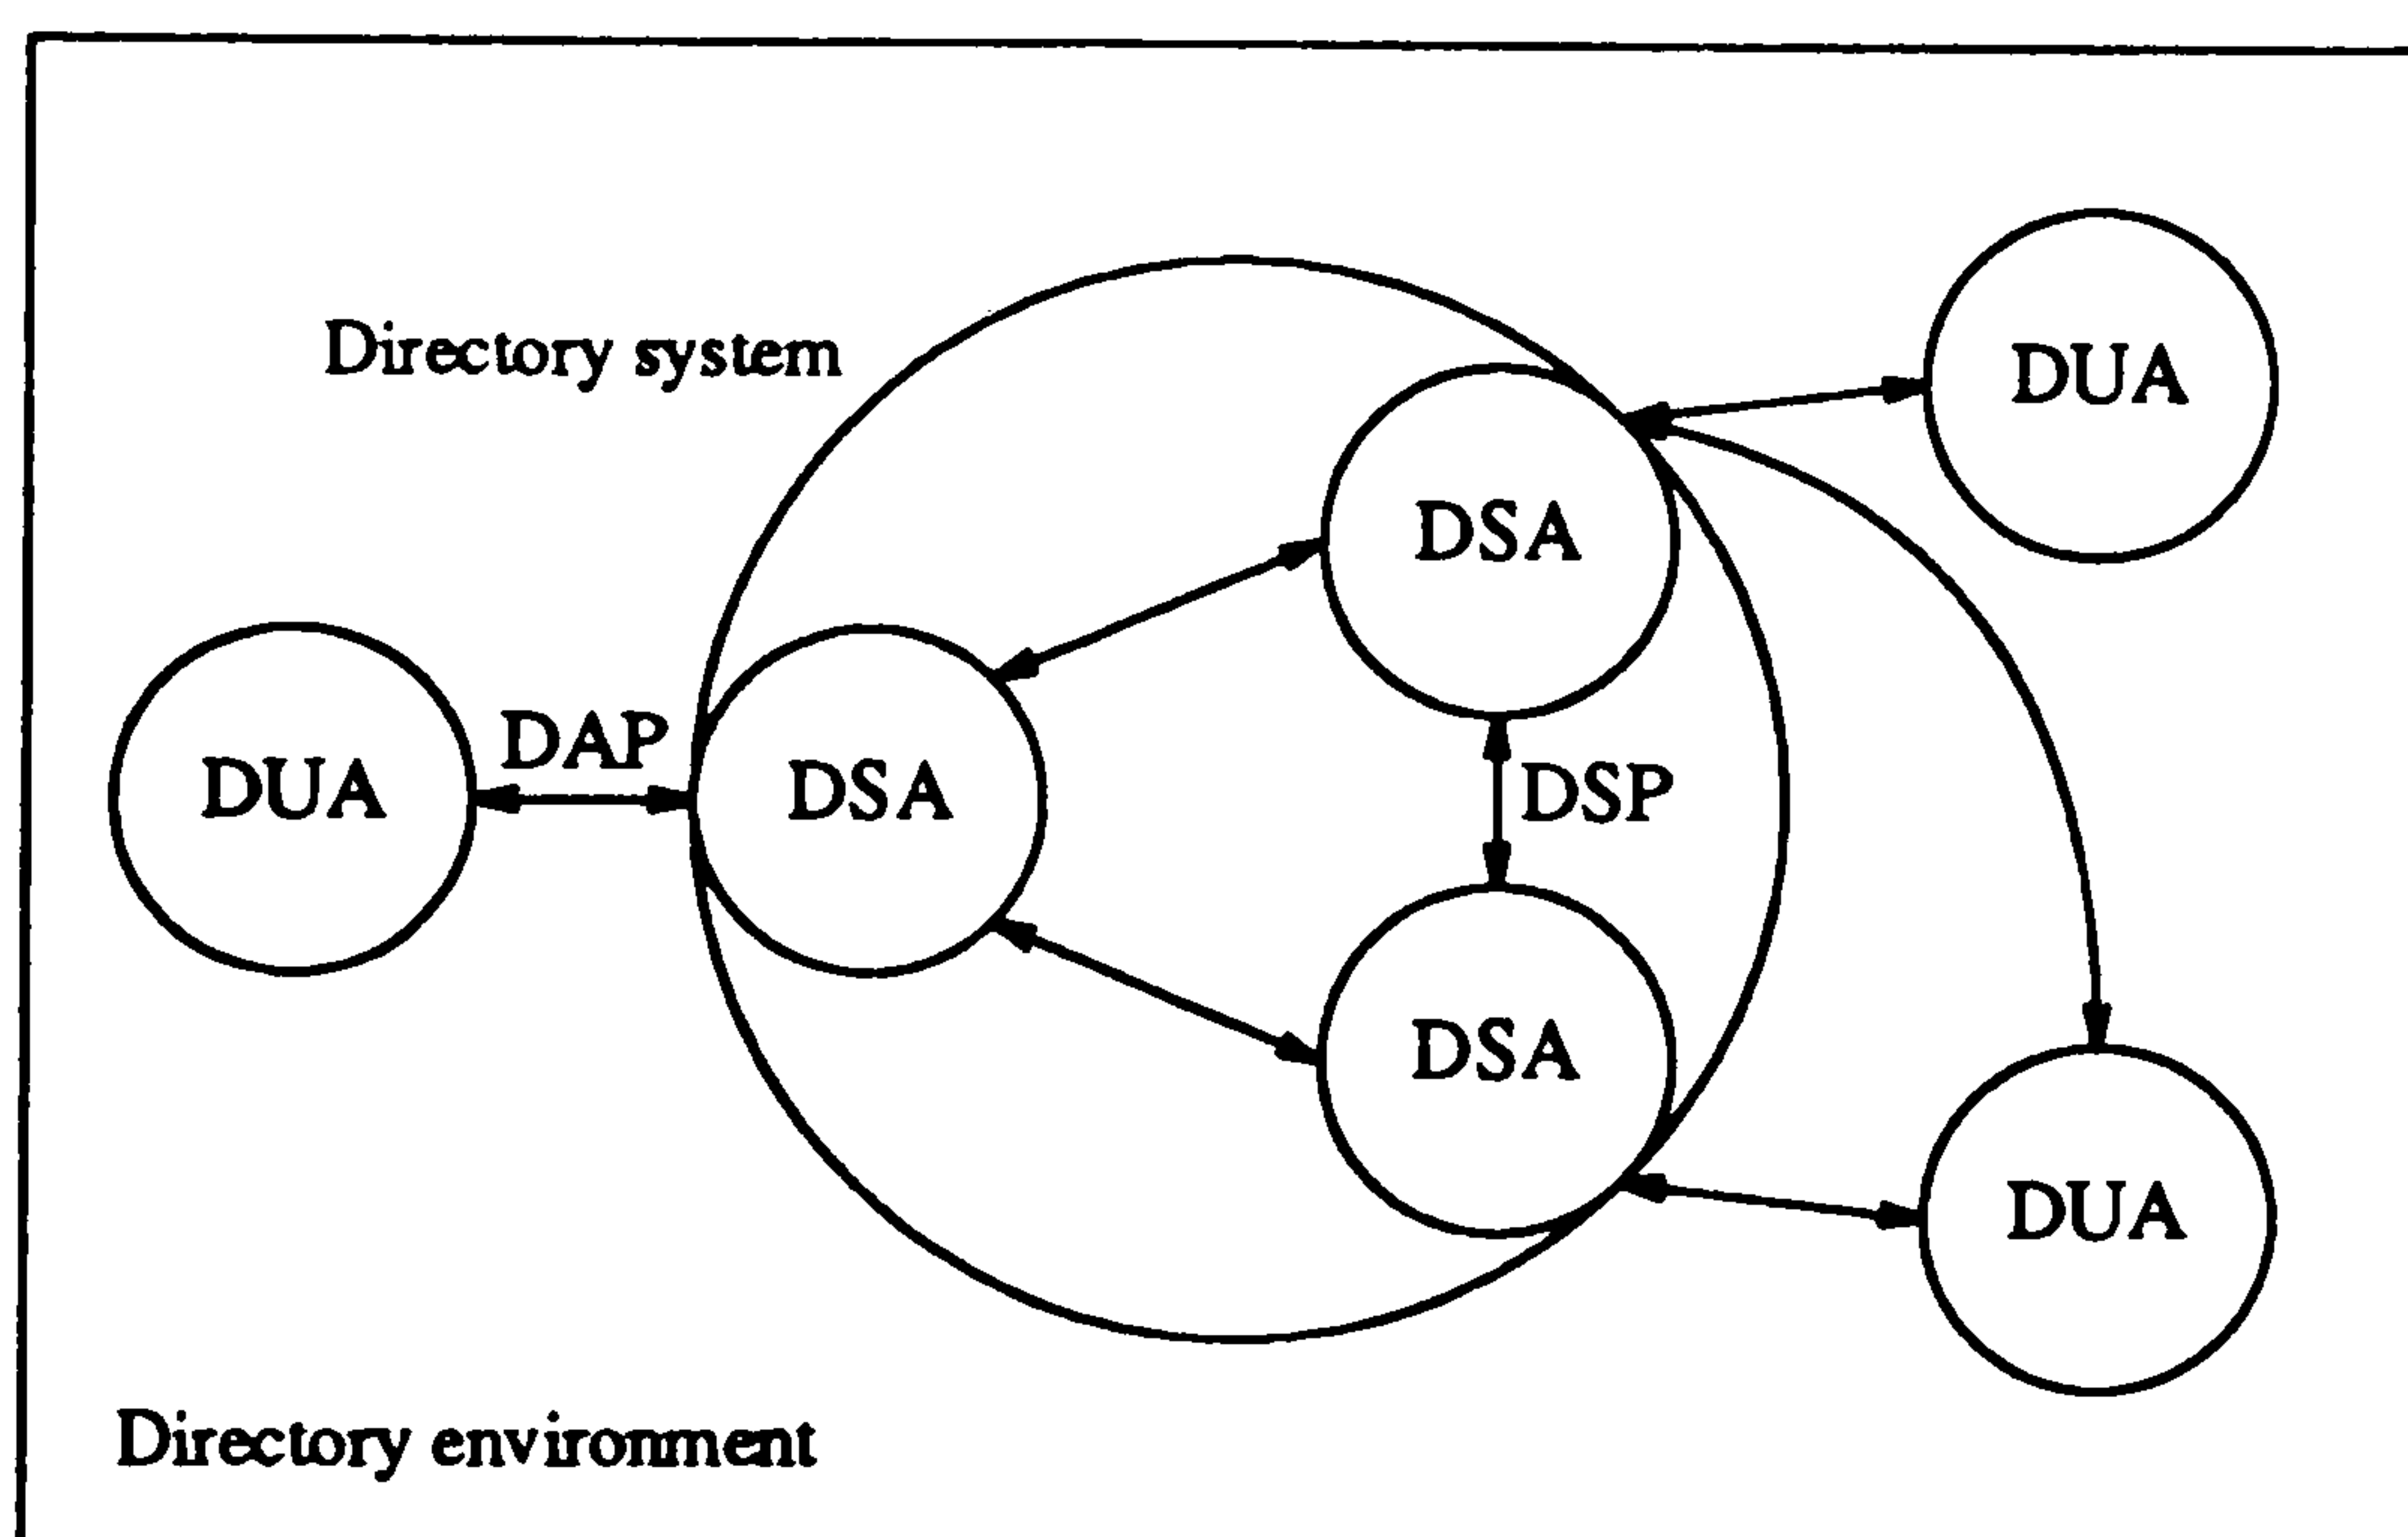 Directory system
DUA
DSA
DAP
DUA
DSA
DSP
DSA
DUA
Directory environment